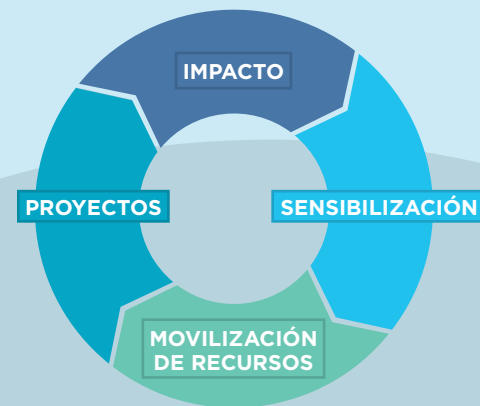 IMPACTO
PROYECTOS
SENSIBILIZACIÓN
MOVILIZACIÓN
DE RECURSOS